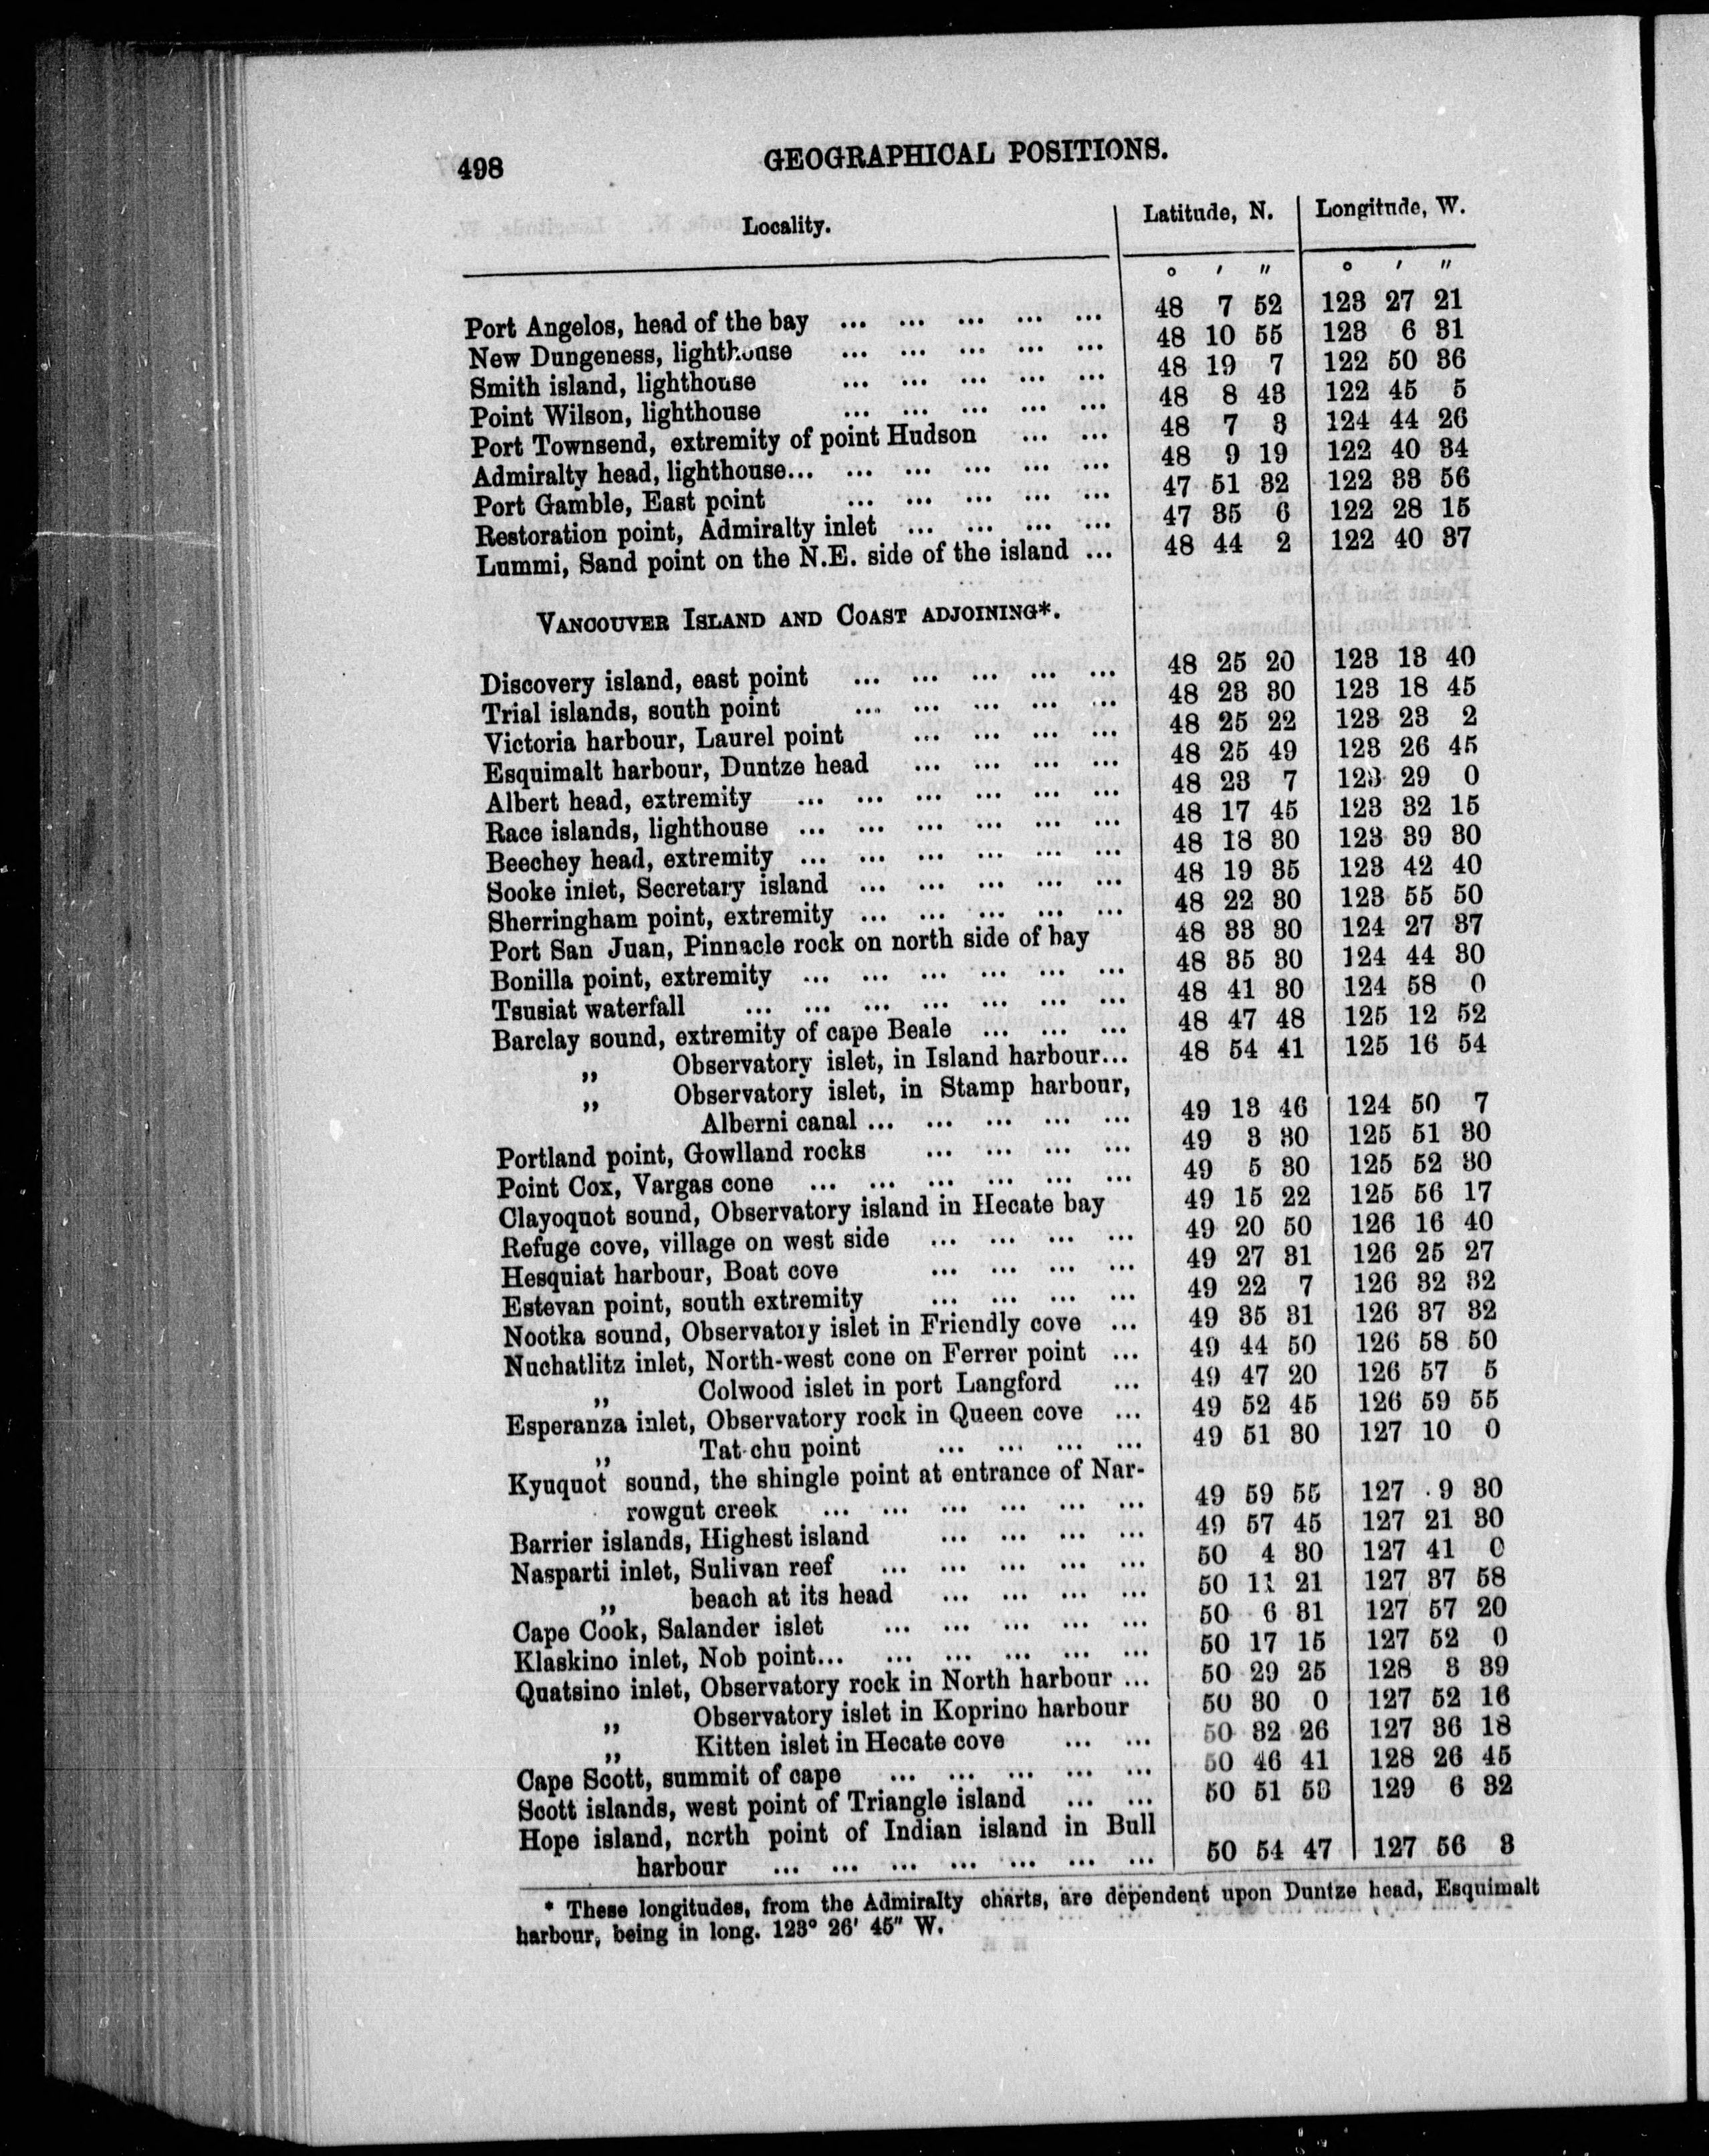 498
GEOGRAPHICAL POSITIONS.
Locality. Latitude, N. Longitude, W.
° ′ ″ ° ′ ″
Port Angelos, head of the bay ... ... ... ... ... 48 7 52 123 27 21
New Dungeness, lighthouse ... ... ... ... ... 48 10 55 123 6 31
Smith island, lighthouse ... ... ... ... ... 48 19 7 122 50 36
Point Wilson, lighthouse ... ... ... ... ... 48 8 43 122 45 5
Port Townsend, extremity of point Hudson ... ... 48 7 3 124 44 26
Admiralty head, lighthouse... ... ... ... ... ... 48 9 19 122 40 34
Port Gamble, East point ... ... ... ... ... 47 51 32 122 33 56
Restoration point, Admiralty inlet ... ... ... ... 47 35 6 122 28 15
Lummi, Sand point on the N.E. side of the island ... 48 44 2 122 40 37
VANCOUVER ISLAND AND COAST ADJOINING*.
Discovery island, east point ... ... ... ... ... 48 25 20 123 13 40
Trial islands, south point ... ... ... ... ... 48 23 30 123 18 45
Victoria harbour, Laurel point ... ... ... ... 48 25 22 123 23 2
Esquimalt harbour, Duntze head ... ... ... ... 48 25 49 123 26 45
Albert head, extremity ... ... ... ... ... ... 48 23 7 123 29 0
Race islands, lighthouse ... ... ... ... ... ... 48 17 45 123 32 15
Beechey head, extremity ... ... ... ... ... ... 48 18 30 123 39 30
Sooke inlet, Secretary island ... ... ... ... ... 48 19 35 123 42 40
Sherringham point, extremity ... ... ... ... ... 48 22 30 123 55 50
Port San Juan, Pinnacle rock on north side of bay 48 33 30 124 27 37
Bonilla point, extremity ... ... ... ... ... ... 48 35 30 124 44 30
Tsusiat waterfall ... ... ... ... ... ... ... 48 41 30 124 58 0
Barclay sound, extremity of cape Beale ... ... ... 48 47 48 125 12 52
„ Observatory islet, in Island harbour... 48 54 41 125 16 54
„ Observatory islet, in Stamp harbour,
Alberni canal ... ... ... ... ... 49 13 46 124 50 7
Portland point, Gowlland rocks ... ... ... ... 49 3 30 125 51 30
Point Cox, Vargas cone ... ... ... ... ... ... 49 5 30 125 52 30
Clayoquot sound, Observatory island in Hecate bay 49 15 22 125 56 17
Refuge cove, village on west side ... ... ... ... 49 20 50 126 16 40
Hesquiat harbour, Boat cove ... ... ... ... 49 27 31 126 25 27
Estevan point, south extremity ... ... ... ... 49 22 7 126 32 32
Nootka sound, Observatory islet in Friendly cove ... 49 35 31 126 37 32
Nuchatlitz inlet, North-west cone on Ferrer point ... 49 44 50 126 58 50
„ Colwood islet in port Langford ... 49 47 20 126 57 5
Esperanza inlet, Observatory rock in Queen cove ... 49 52 45 126 59 55
„ Tat-chu point ... ... ... ... 49 51 30 127 10 0
Kyuquot sound, the shingle point at entrance of Nar-
rowgut creek ... ... ... ... ... ... 49 59 55 127 9 30
Barrier islands, Highest island ... ... ... ... 49 57 45 127 21 30
Nasparti inlet, Sulivan reef ... ... ... ... ... 50 4 30 127 41 0
„ beach at its head ... ... ... ... 50 11 21 127 37 58
Cape Cook, Salander islet ... ... ... ... ... 50 6 31 127 57 20
Klaskino inlet, Nob point... ... ... ... ... ... 50 17 15 127 52 0
Quatsino inlet, Observatory rock in North harbour ... 50 29 25 128 3 39
„ Observatory islet in Koprino harbour 50 30 0 127 52 16
„ Kitten islet in Hecate cove ... ... 50 32 26 127 36 18
Cape Scott, summit of cape ... ... ... ... ... 50 46 41 128 26 45
Scott islands, west point of Triangle island ... ... 50 51 53 129 6 32
Hope island, north point of Indian island in Bull
harbour ... ... ... ... ... ... ... 50 54 47 127 56 3
* These longitudes, from the Admiralty charts, are dependent upon Duntze head, Esquimalt
harbour, being in long. 123° 26′ 45″ W.